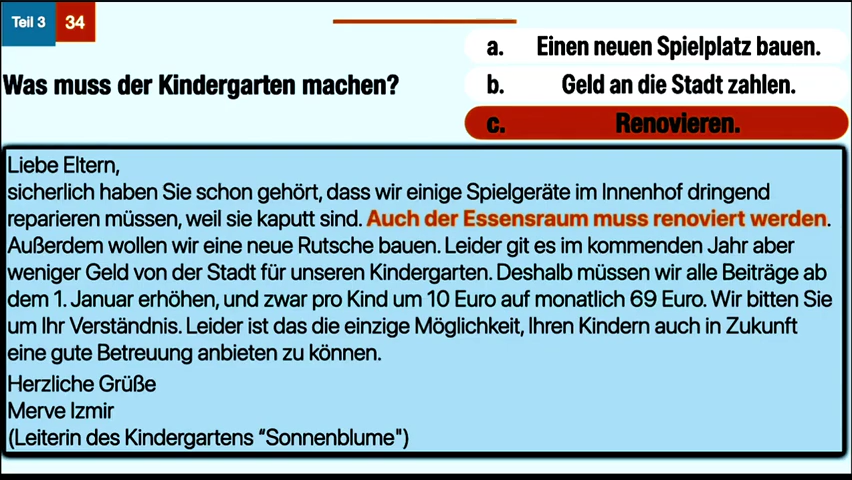 Teil 3 34
Was muss der Kindergarten machen?
a. Einen neuen Spielplatz bauen.
b. Geld an die Stadt zahlen.
c. Renovieren.
Liebe Eltern,
sicherlich haben Sie schon gehört, dass wir einige Spielgeräte im Innenhof dringend
reparieren müssen, weil sie kaputt sind. Auch der Essensraum muss renoviert werden.
Außerdem wollen wir eine neue Rutsche bauen. Leider git es im kommenden Jahr aber
weniger Geld von der Stadt für unseren Kindergarten. Deshalb müssen wir alle Beiträge ab
dem 1. Januar erhöhen, und zwar pro Kind um 10 Euro auf monatlich 69 Euro. Wir bitten Sie
um Ihr Verständnis. Leider ist das die einzige Möglichkeit, Ihren Kindern auch in Zukunft
eine gute Betreuung anbieten zu können.
Herzliche Grüße
Merve Izmir
(Leiterin des Kindergartens “Sonnenblume")